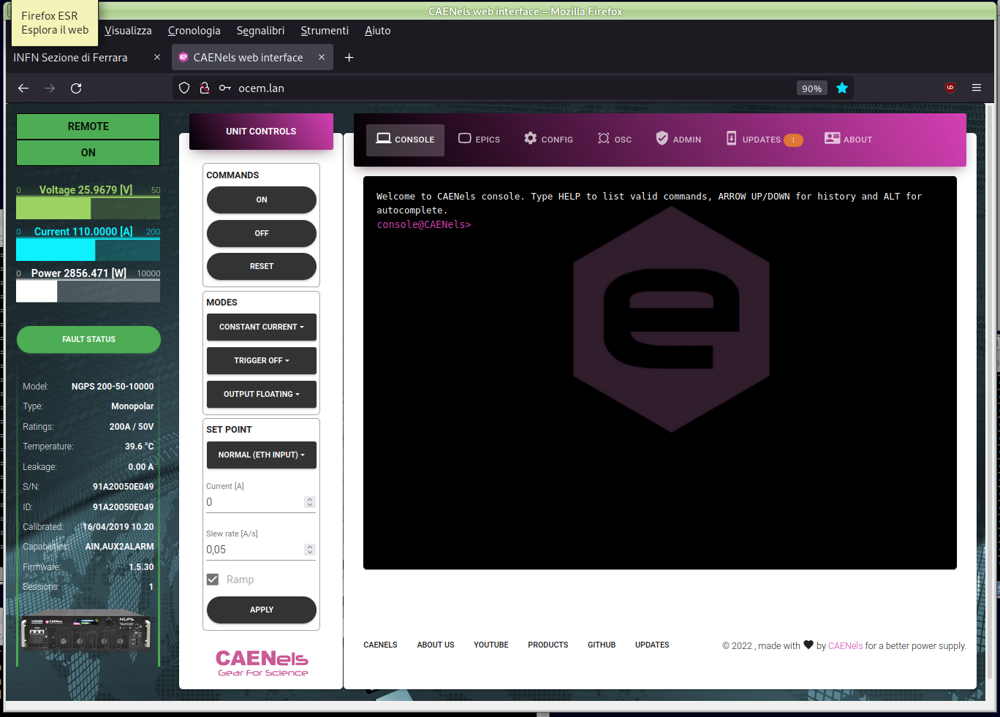 CAENels web interface – Mozilla Firefox
Firefox ESR
Esplora il web
Visualizza Cronologia Segnalibri Strumenti Aiuto
INFN Sezione di Ferrara
CAENels web interface
ocem.lan
90%
REMOTE
ON
0 Voltage 25.9679 [V] 50
0 Current 110.0000 [A] 200
0 Power 2856.471 [W] 10000
FAULT STATUS
Model: NGPS 200-50-10000
Type: Monopolar
Ratings: 200A / 50V
Temperature: 39.6 °C
Leakage: 0.00 A
S/N: 91A20050E049
ID: 91A20050E049
Calibrated: 16/04/2019 10.20
Capabilities: AIN,AUX2ALARM
Firmware: 1.5.30
Sessions: 1
OCEM CAENels NGPS
UNIT CONTROLS
COMMANDS
ON
OFF
RESET
MODES
CONSTANT CURRENT
TRIGGER OFF
OUTPUT FLOATING
SET POINT
NORMAL (ETH INPUT)
Current [A]
0
Slew rate [A/s]
0,05
Ramp
APPLY
CAENels
Gear For Science
CONSOLE EPICS CONFIG OSC ADMIN UPDATES 1 ABOUT
Welcome to CAENels console. Type HELP to list valid commands, ARROW UP/DOWN for history and ALT for
autocomplete.
console@CAENels>
CAENELS ABOUT US YOUTUBE PRODUCTS GITHUB UPDATES
© 2022 , made with ♥ by CAENels for a better power supply.